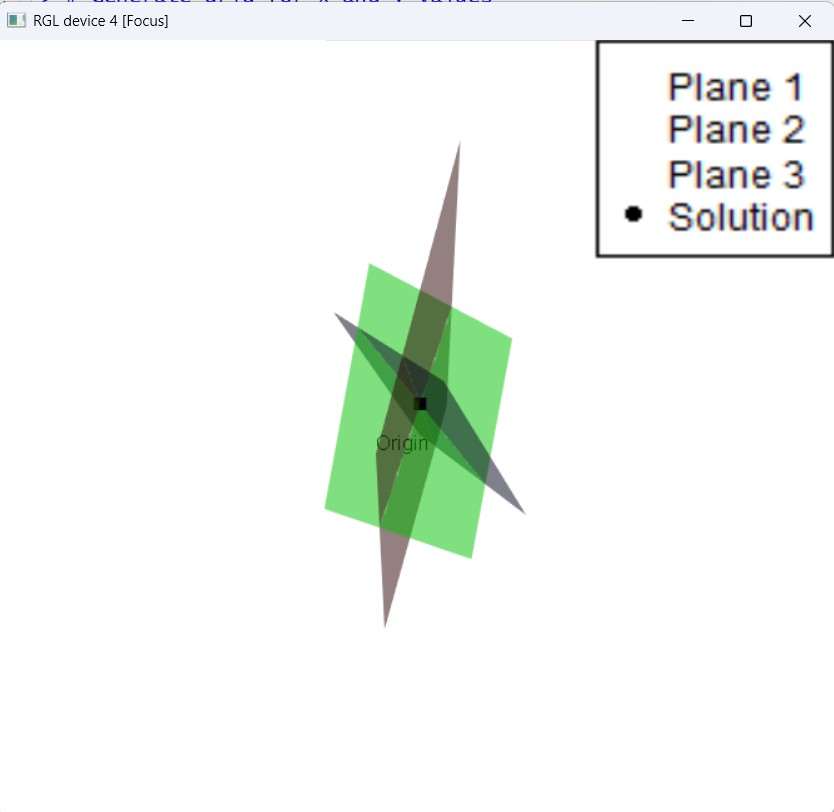 RGL device 4 [Focus]
Plane 1
Plane 2
Plane 3
Solution
Origin